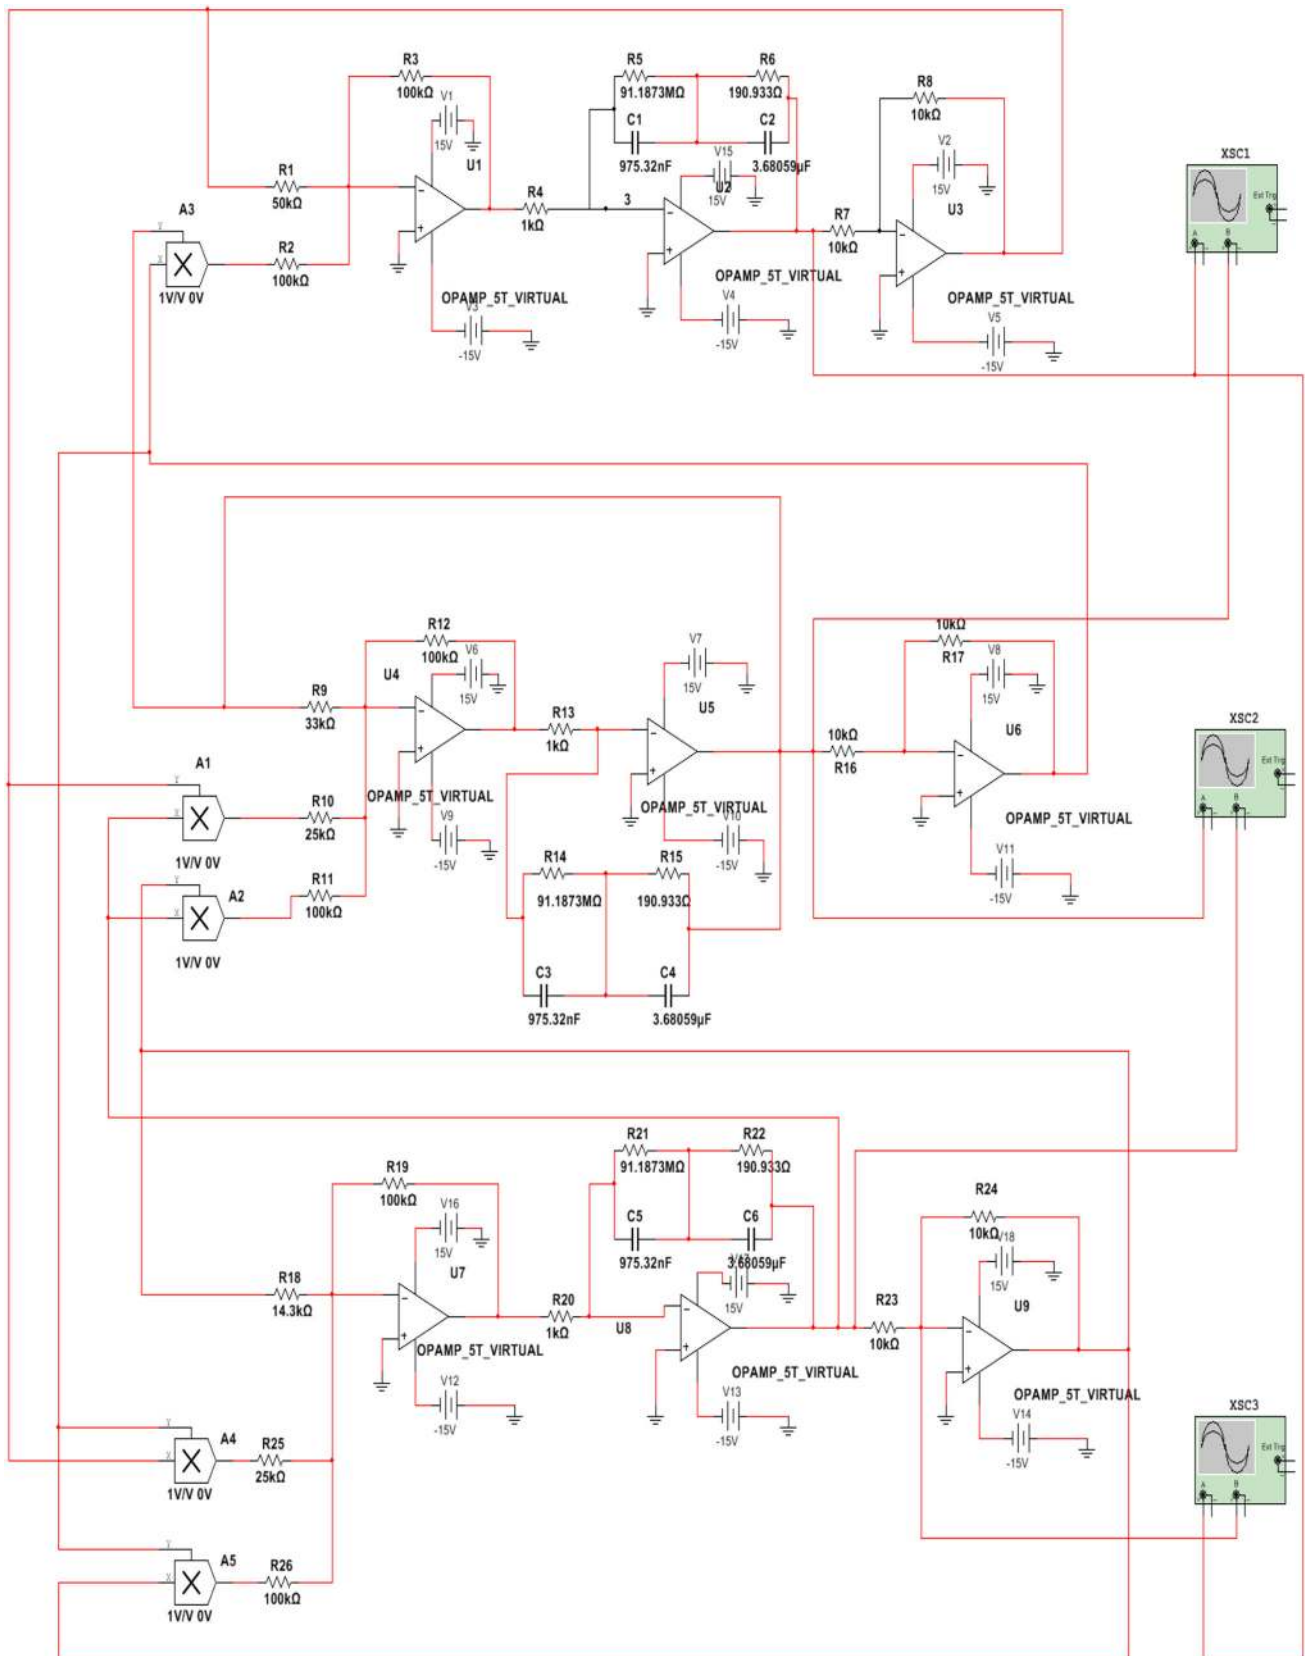 R3
100kΩ
V1
15V
U1
R1
50kΩ
A3
Y
X
1V/V 0V
R2
100kΩ
R4
1kΩ
3
R5
91.1873MΩ
R6
190.933Ω
C1
975.32nF
C2
3.68059µF
V15
U2
15V
R8
10kΩ
V2
15V
U3
R7
10kΩ
OPAMP_5T_VIRTUAL
V3
-15V
OPAMP_5T_VIRTUAL
V4
-15V
OPAMP_5T_VIRTUAL
V5
-15V
XSC1
Ext Trig
A
B
R12
100kΩ
V6
15V
U4
R9
33kΩ
R13
1kΩ
V7
15V
U5
10kΩ
R17
V8
15V
U6
10kΩ
R16
XSC2
Ext Trig
A
B
A1
Y
X
1V/V 0V
R10
25kΩ
OPAMP_5T_VIRTUAL
V9
-15V
OPAMP_5T_VIRTUAL
V10
-15V
OPAMP_5T_VIRTUAL
V11
-15V
A2
Y
X
1V/V 0V
R11
100kΩ
R14
91.1873MΩ
R15
190.933Ω
C3
975.32nF
C4
3.68059µF
R19
100kΩ
V16
15V
U7
R18
14.3kΩ
R20
1kΩ
R21
91.1873MΩ
R22
190.933Ω
C5
975.32nF
C6
3.68059µF
15V
U8
R24
10kΩ
V18
15V
U9
R23
10kΩ
OPAMP_5T_VIRTUAL
V12
-15V
OPAMP_5T_VIRTUAL
V13
-15V
OPAMP_5T_VIRTUAL
V14
-15V
XSC3
Ext Trig
A
B
Y
X
A4
1V/V 0V
R25
25kΩ
Y
X
A5
1V/V 0V
R26
100kΩ